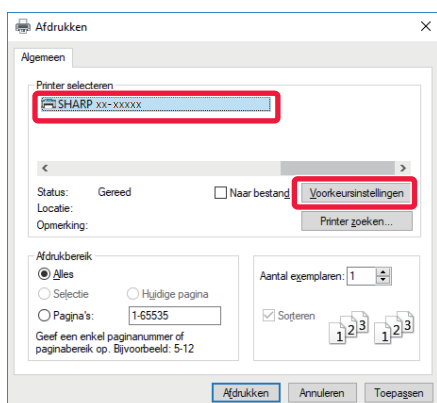 Afdrukken
Algemeen
Printer selecteren
SHARP xx-xxxxx
Status: Gereed
Naar bestand
Voorkeursinstellingen
Locatie:
Opmerking:
Printer zoeken...
Afdrukbereik
Alles
Selectie
Huidige pagina
Pagina's: 1-65535
Geef een enkel paginanummer of
paginabereik op. Bijvoorbeeld: 5-12
Aantal exemplaren: 1
Sorteren
1 2 3 1 2 3
Afdrukken Annuleren Toepassen